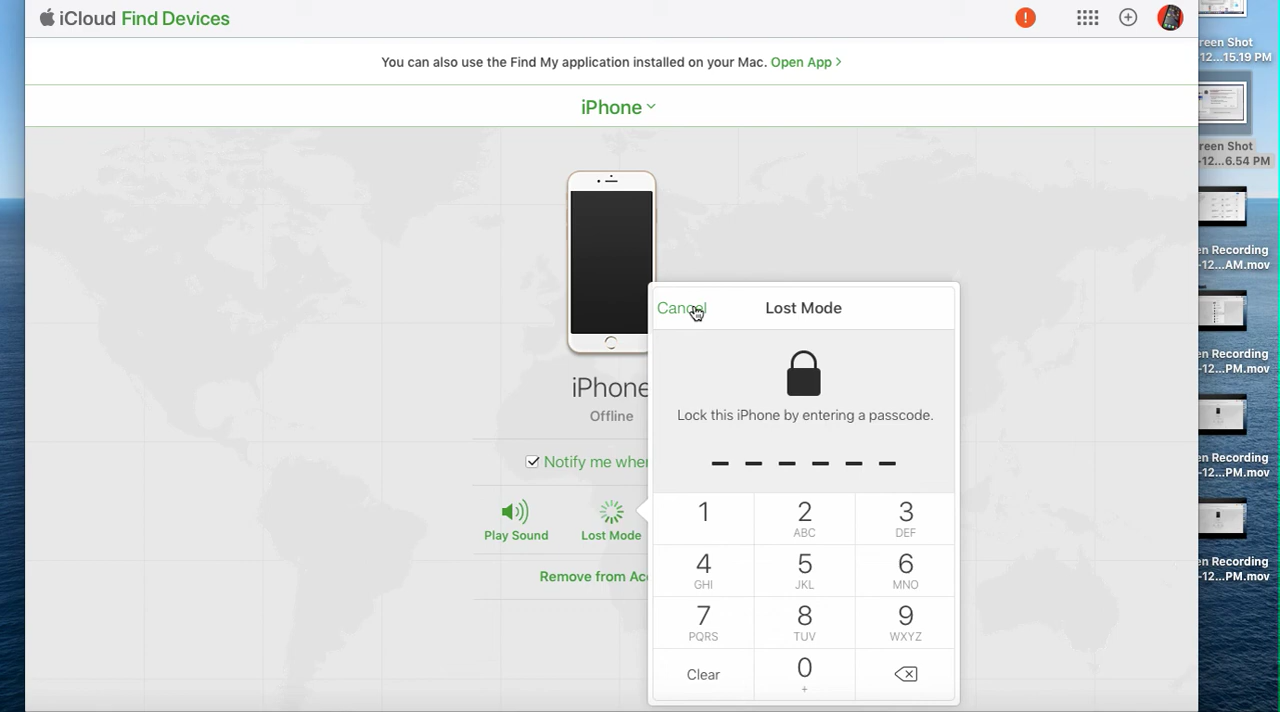 iCloud Find Devices
!
You can also use the Find My application installed on your Mac. Open App >
iPhone
Cancel
Lost Mode
Lock this iPhone by entering a passcode.
iPhone
Offline
Notify me when
Play Sound
Lost Mode
Remove from Acc
1
2
ABC
3
DEF
4
GHI
5
JKL
6
MNO
7
PQRS
8
TUV
9
WXYZ
Clear
0
+
reen Shot
-12...15.19 PM
reen Shot
-12...6.54 PM
en Recording
-12...AM.mov
en Recording
-12...PM.mov
en Recording
-12...PM.mov
en Recording
-12...PM.mov